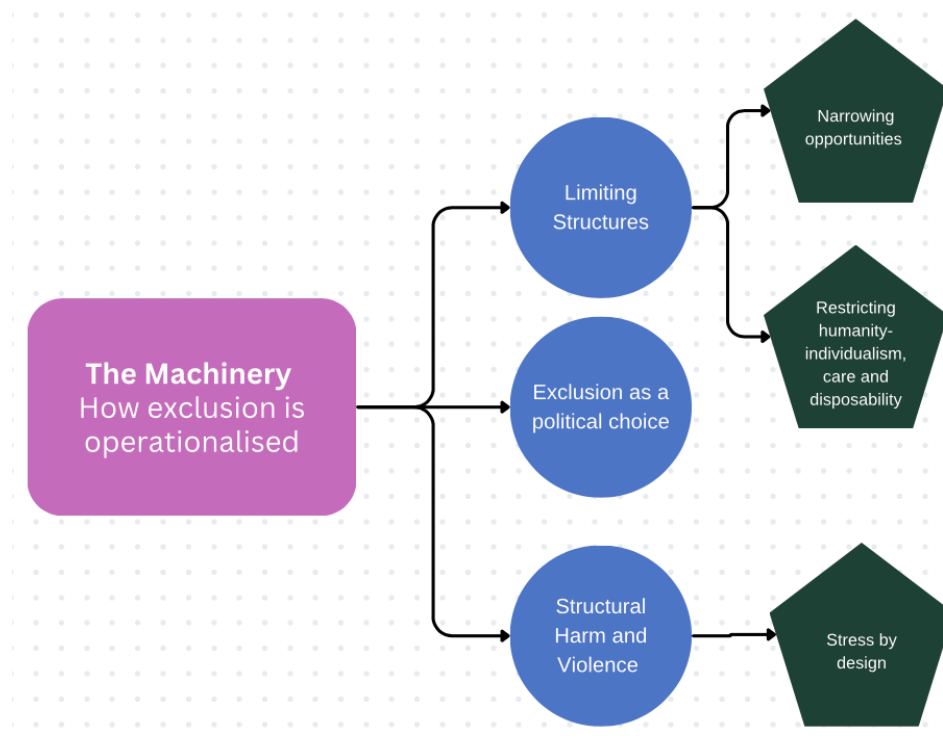 The Machinery
How exclusion is
operationalised
Limiting
Structures
Narrowing
opportunities
Restricting
humanity-
individualism,
care and
disposability
Exclusion as a
political choice
Structural
Harm and
Violence
Stress by
design